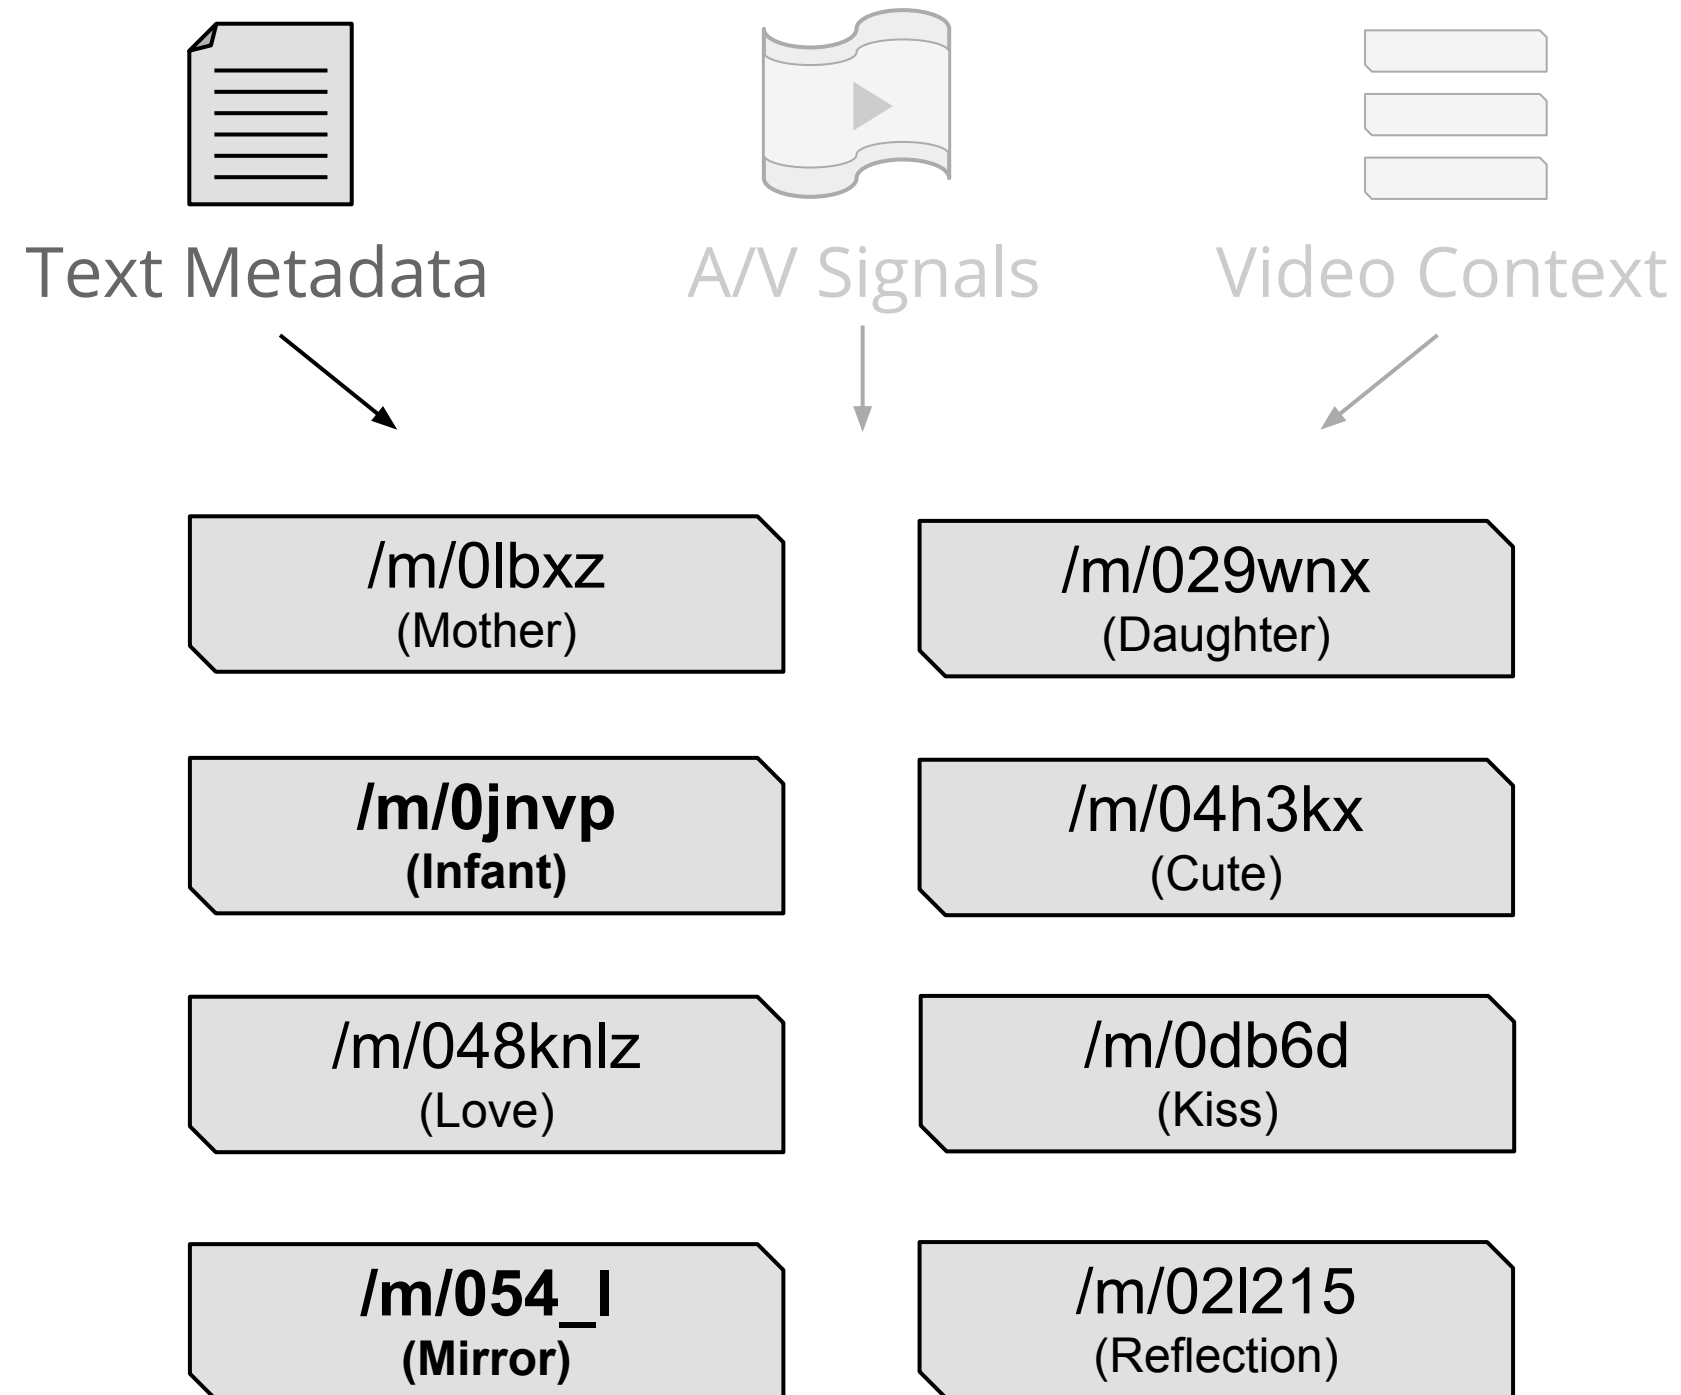 Text Metadata
A/V Signals
Video Context
/m/0lbxz
(Mother)
/m/029wnx
(Daughter)
/m/0jnvp
(Infant)
/m/04h3kx
(Cute)
/m/048knlz
(Love)
/m/0db6d
(Kiss)
/m/054_l
(Mirror)
/m/02l215
(Reflection)